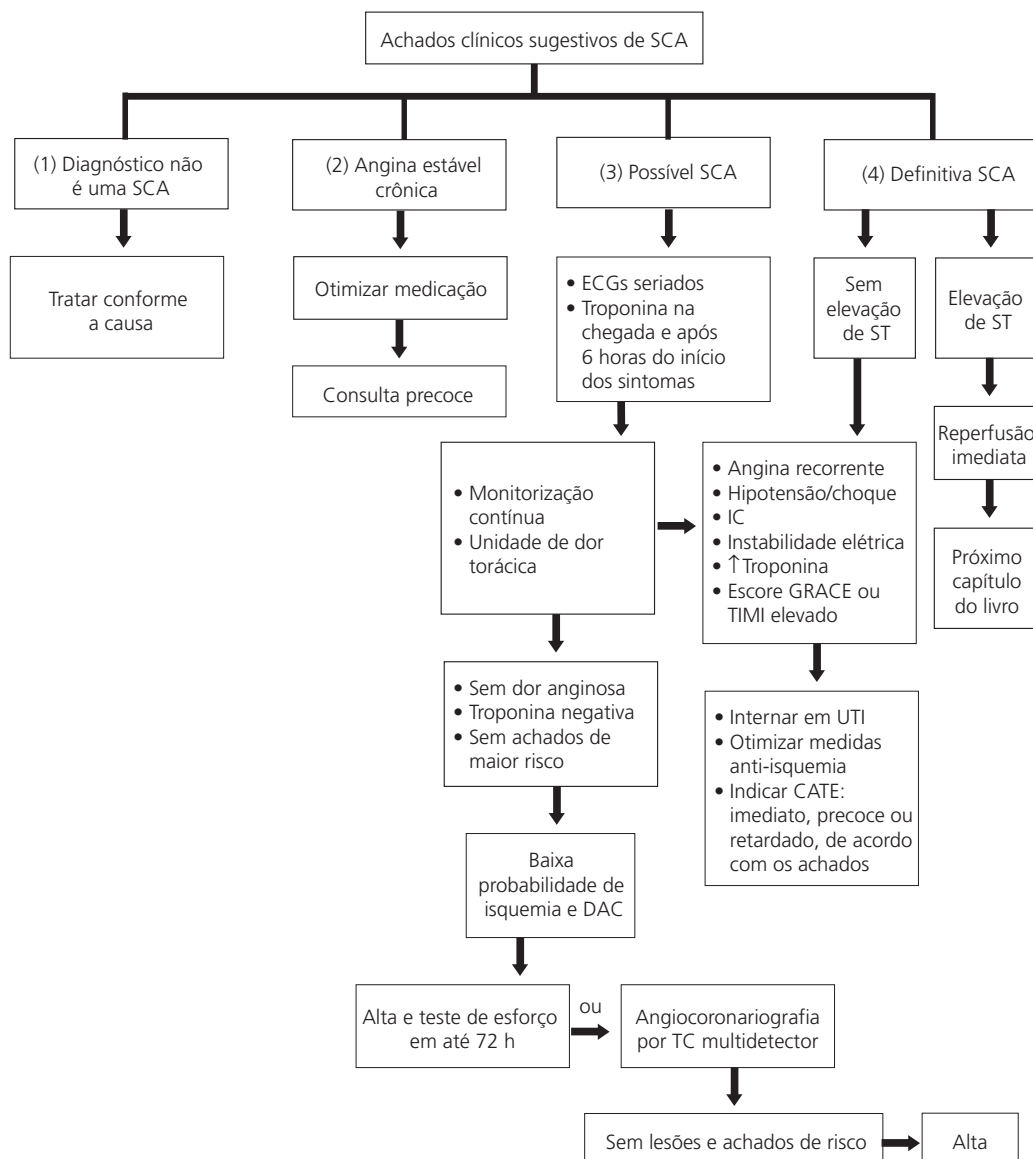 Achados clínicos sugestivos de SCA
(1) Diagnóstico não
é uma SCA
(2) Angina estável
crônica
(3) Possível SCA
(4) Definitiva SCA
Tratar conforme
a causa
Otimizar medicação
Consulta precoce
• ECGs seriados
• Troponina na
chegada e após
6 horas do início
dos sintomas
Sem
elevação
de ST
Elevação
de ST
Reperfusão
imediata
Próximo
capítulo
do livro
• Monitorização
contínua
• Unidade de dor
torácica
• Angina recorrente
• Hipotensão/choque
• IC
• Instabilidade elétrica
• ↑Troponina
• Escore GRACE ou
TIMI elevado
• Sem dor anginosa
• Troponina negativa
• Sem achados de
maior risco
• Internar em UTI
• Otimizar medidas
anti-isquemia
• Indicar CATE:
imediato, precoce ou
retardado, de acordo
com os achados
Baixa
probabilidade de
isquemia e DAC
Alta e teste de esforço
em até 72 h
ou
Angiocoronariografia
por TC multidetector
Sem lesões e achados de risco
Alta